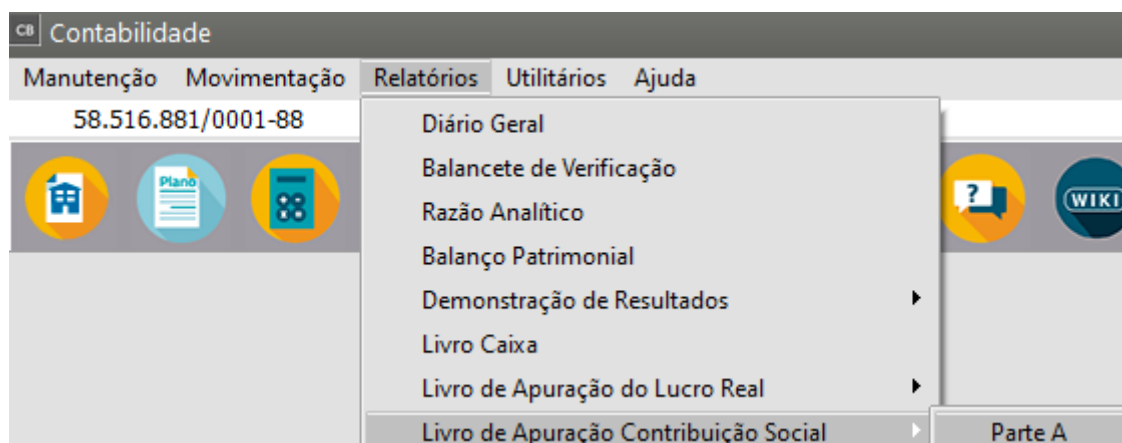 CB Contabilidade
Manutenção Movimentação Relatórios Utilitários Ajuda
58.516.881/0001-88
Plano
? WIKI
Diário Geral
Balancete de Verificação
Razão Analítico
Balanço Patrimonial
Demonstração de Resultados
Livro Caixa
Livro de Apuração do Lucro Real
Livro de Apuração Contribuição Social Parte A